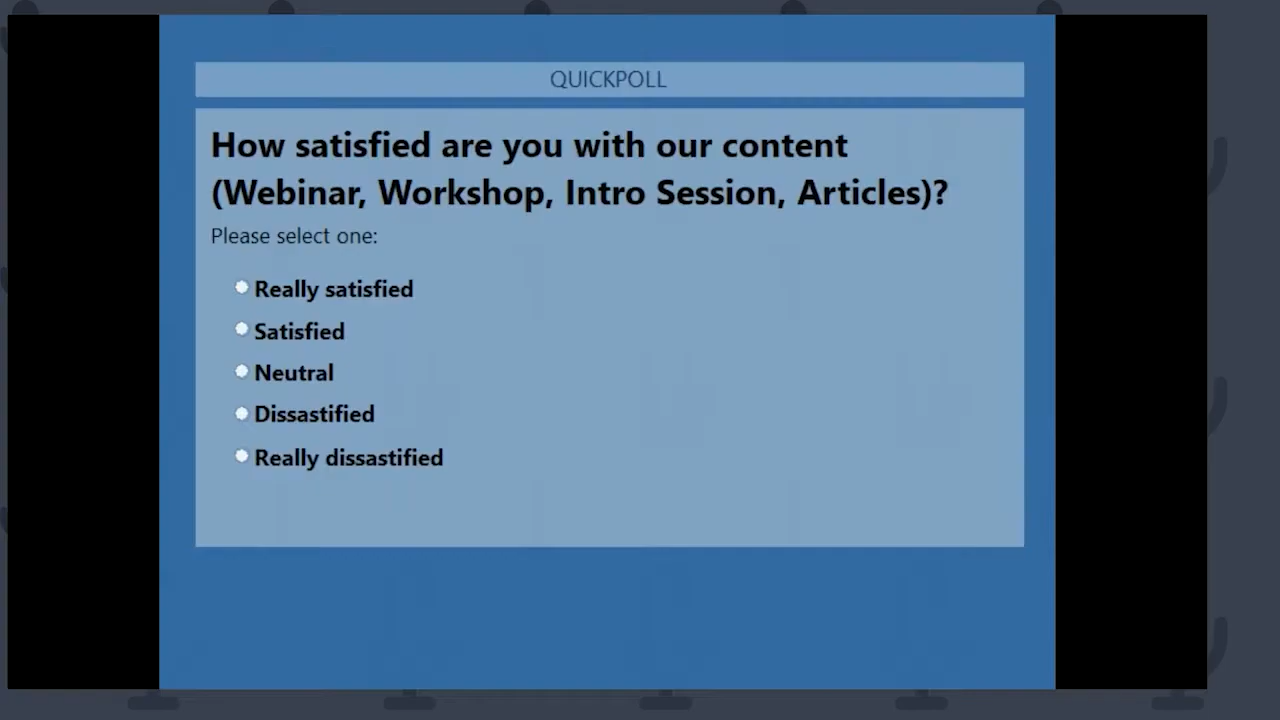 QUICKPOLL
How satisfied are you with our content
(Webinar, Workshop, Intro Session, Articles)?
Please select one:
Really satisfied
Satisfied
Neutral
Dissastified
Really dissastified